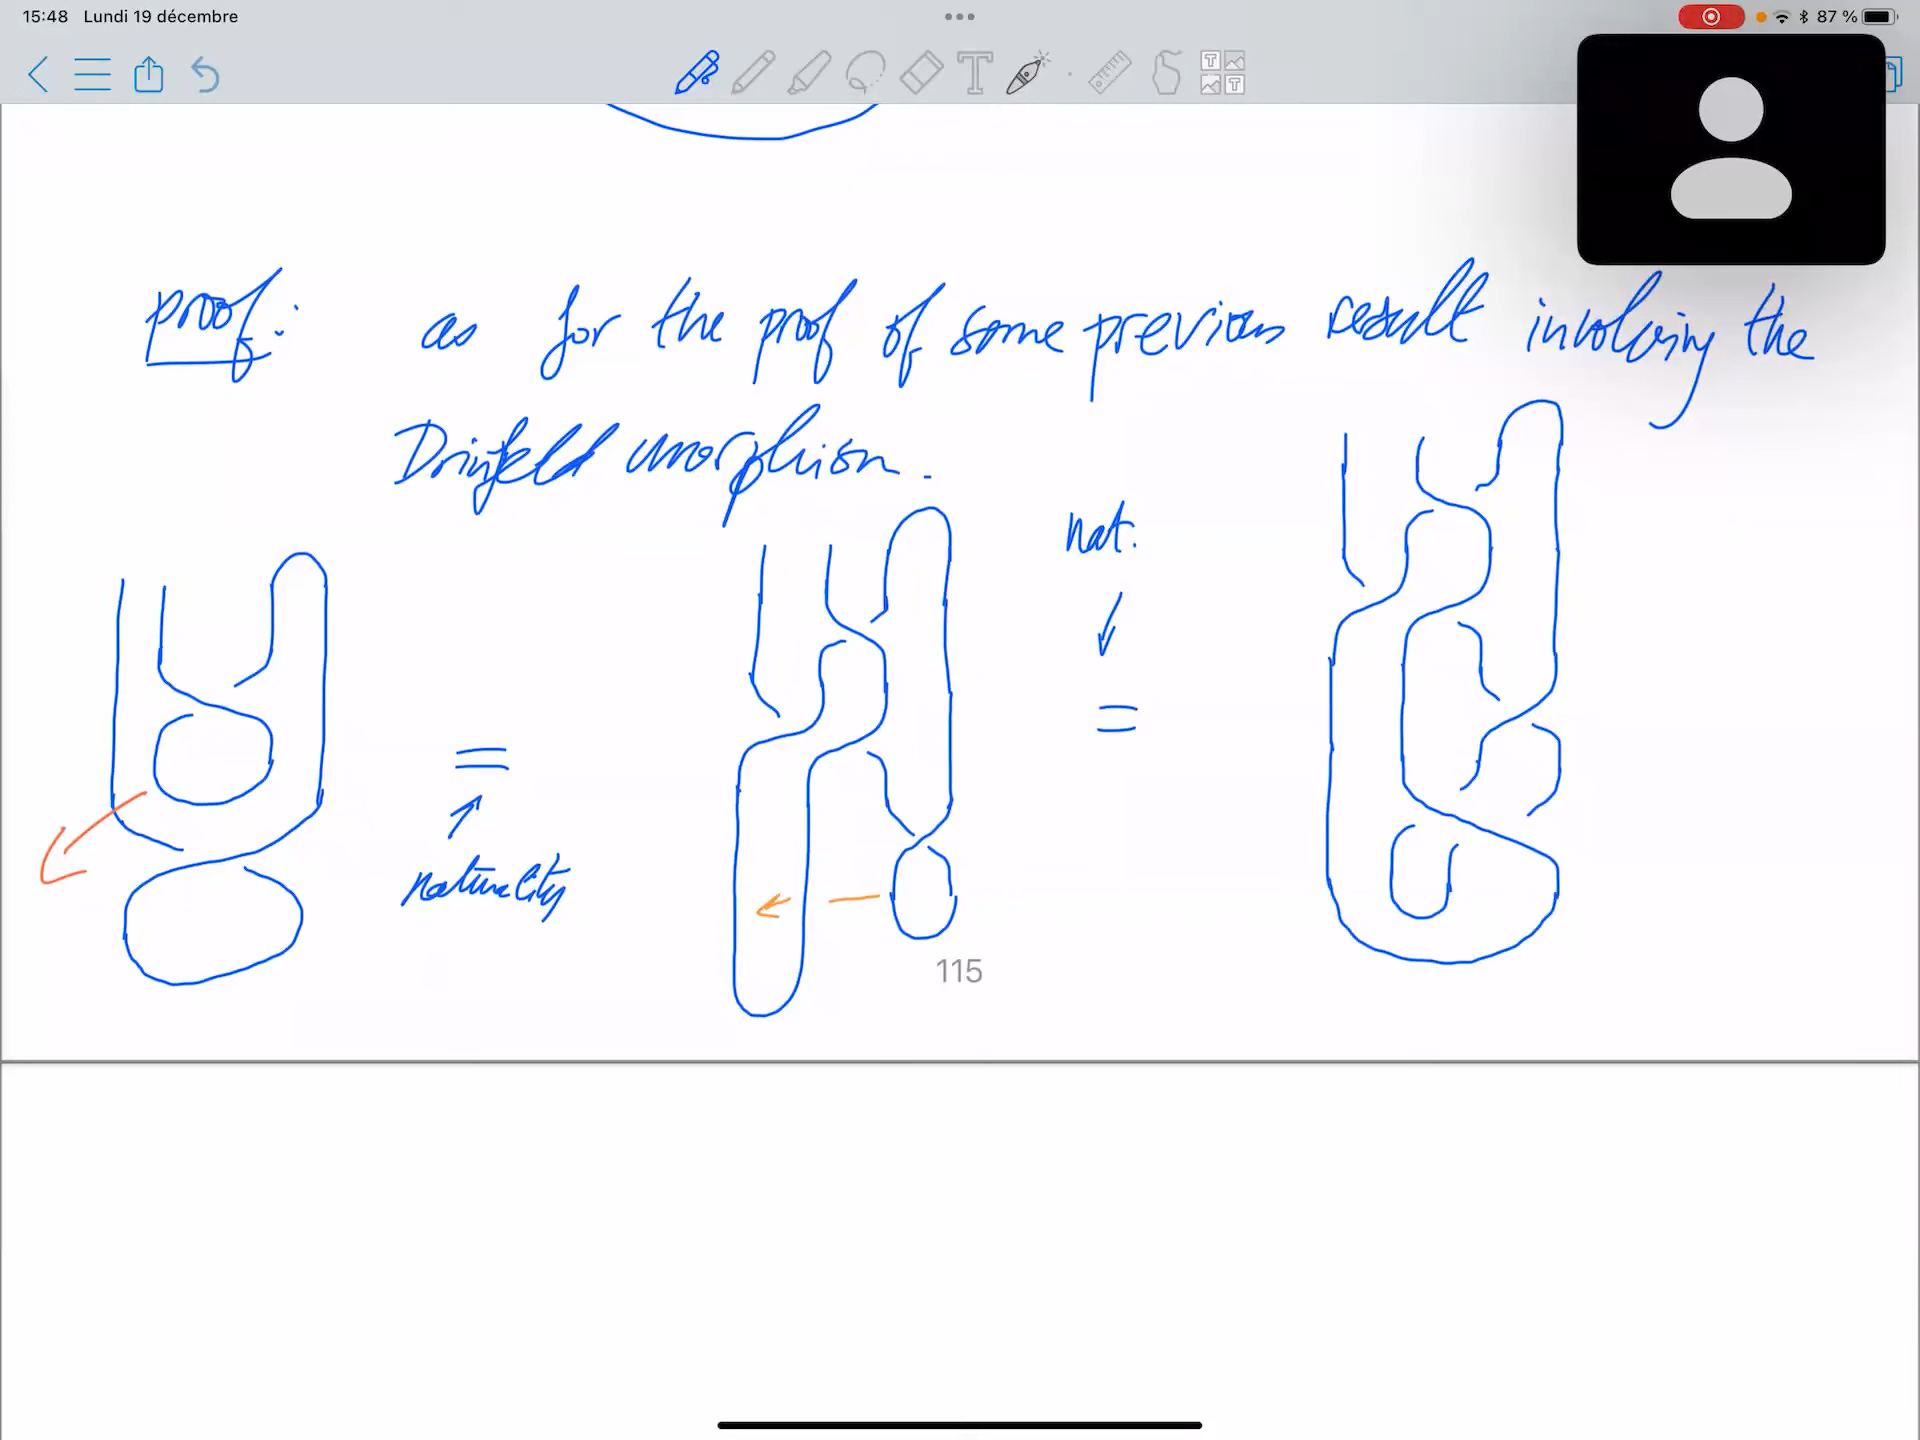 15:48 Lundi 19 décembre
87 %
proof: as for the proof of some previous result involving the
Drinfeld morphism.
nat.
=
=
naturality
115